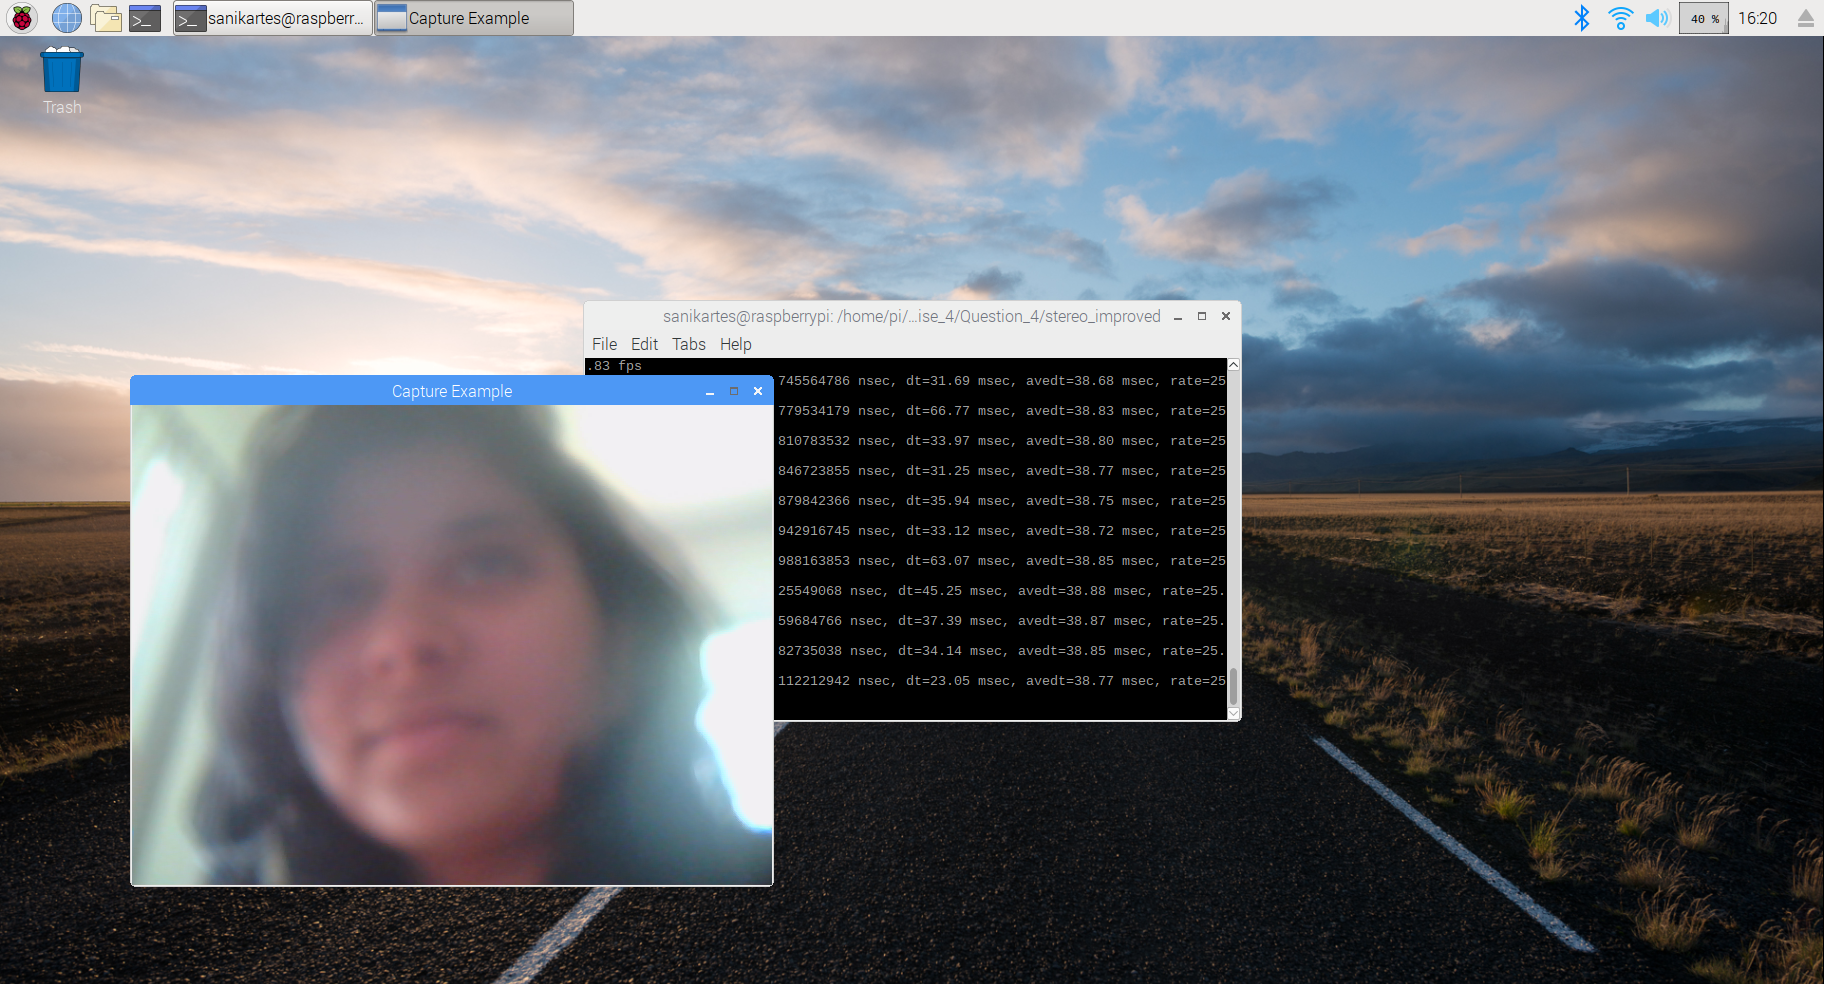 sanikartes@raspberr...
Capture Example
40 %
16:20
Trash
sanikartes@raspberrypi: /home/pi/...ise_4/Question_4/stereo_improved
File Edit Tabs Help
.83 fps
Capture Example
745564786 nsec, dt=31.69 msec, avedt=38.68 msec, rate=25
779534179 nsec, dt=66.77 msec, avedt=38.83 msec, rate=25
810783532 nsec, dt=33.97 msec, avedt=38.80 msec, rate=25
846723855 nsec, dt=31.25 msec, avedt=38.77 msec, rate=25
879842366 nsec, dt=35.94 msec, avedt=38.75 msec, rate=25
942916745 nsec, dt=33.12 msec, avedt=38.72 msec, rate=25
988163853 nsec, dt=63.07 msec, avedt=38.85 msec, rate=25
25549068 nsec, dt=45.25 msec, avedt=38.88 msec, rate=25.
59684766 nsec, dt=37.39 msec, avedt=38.87 msec, rate=25.
82735038 nsec, dt=34.14 msec, avedt=38.85 msec, rate=25.
112212942 nsec, dt=23.05 msec, avedt=38.77 msec, rate=25